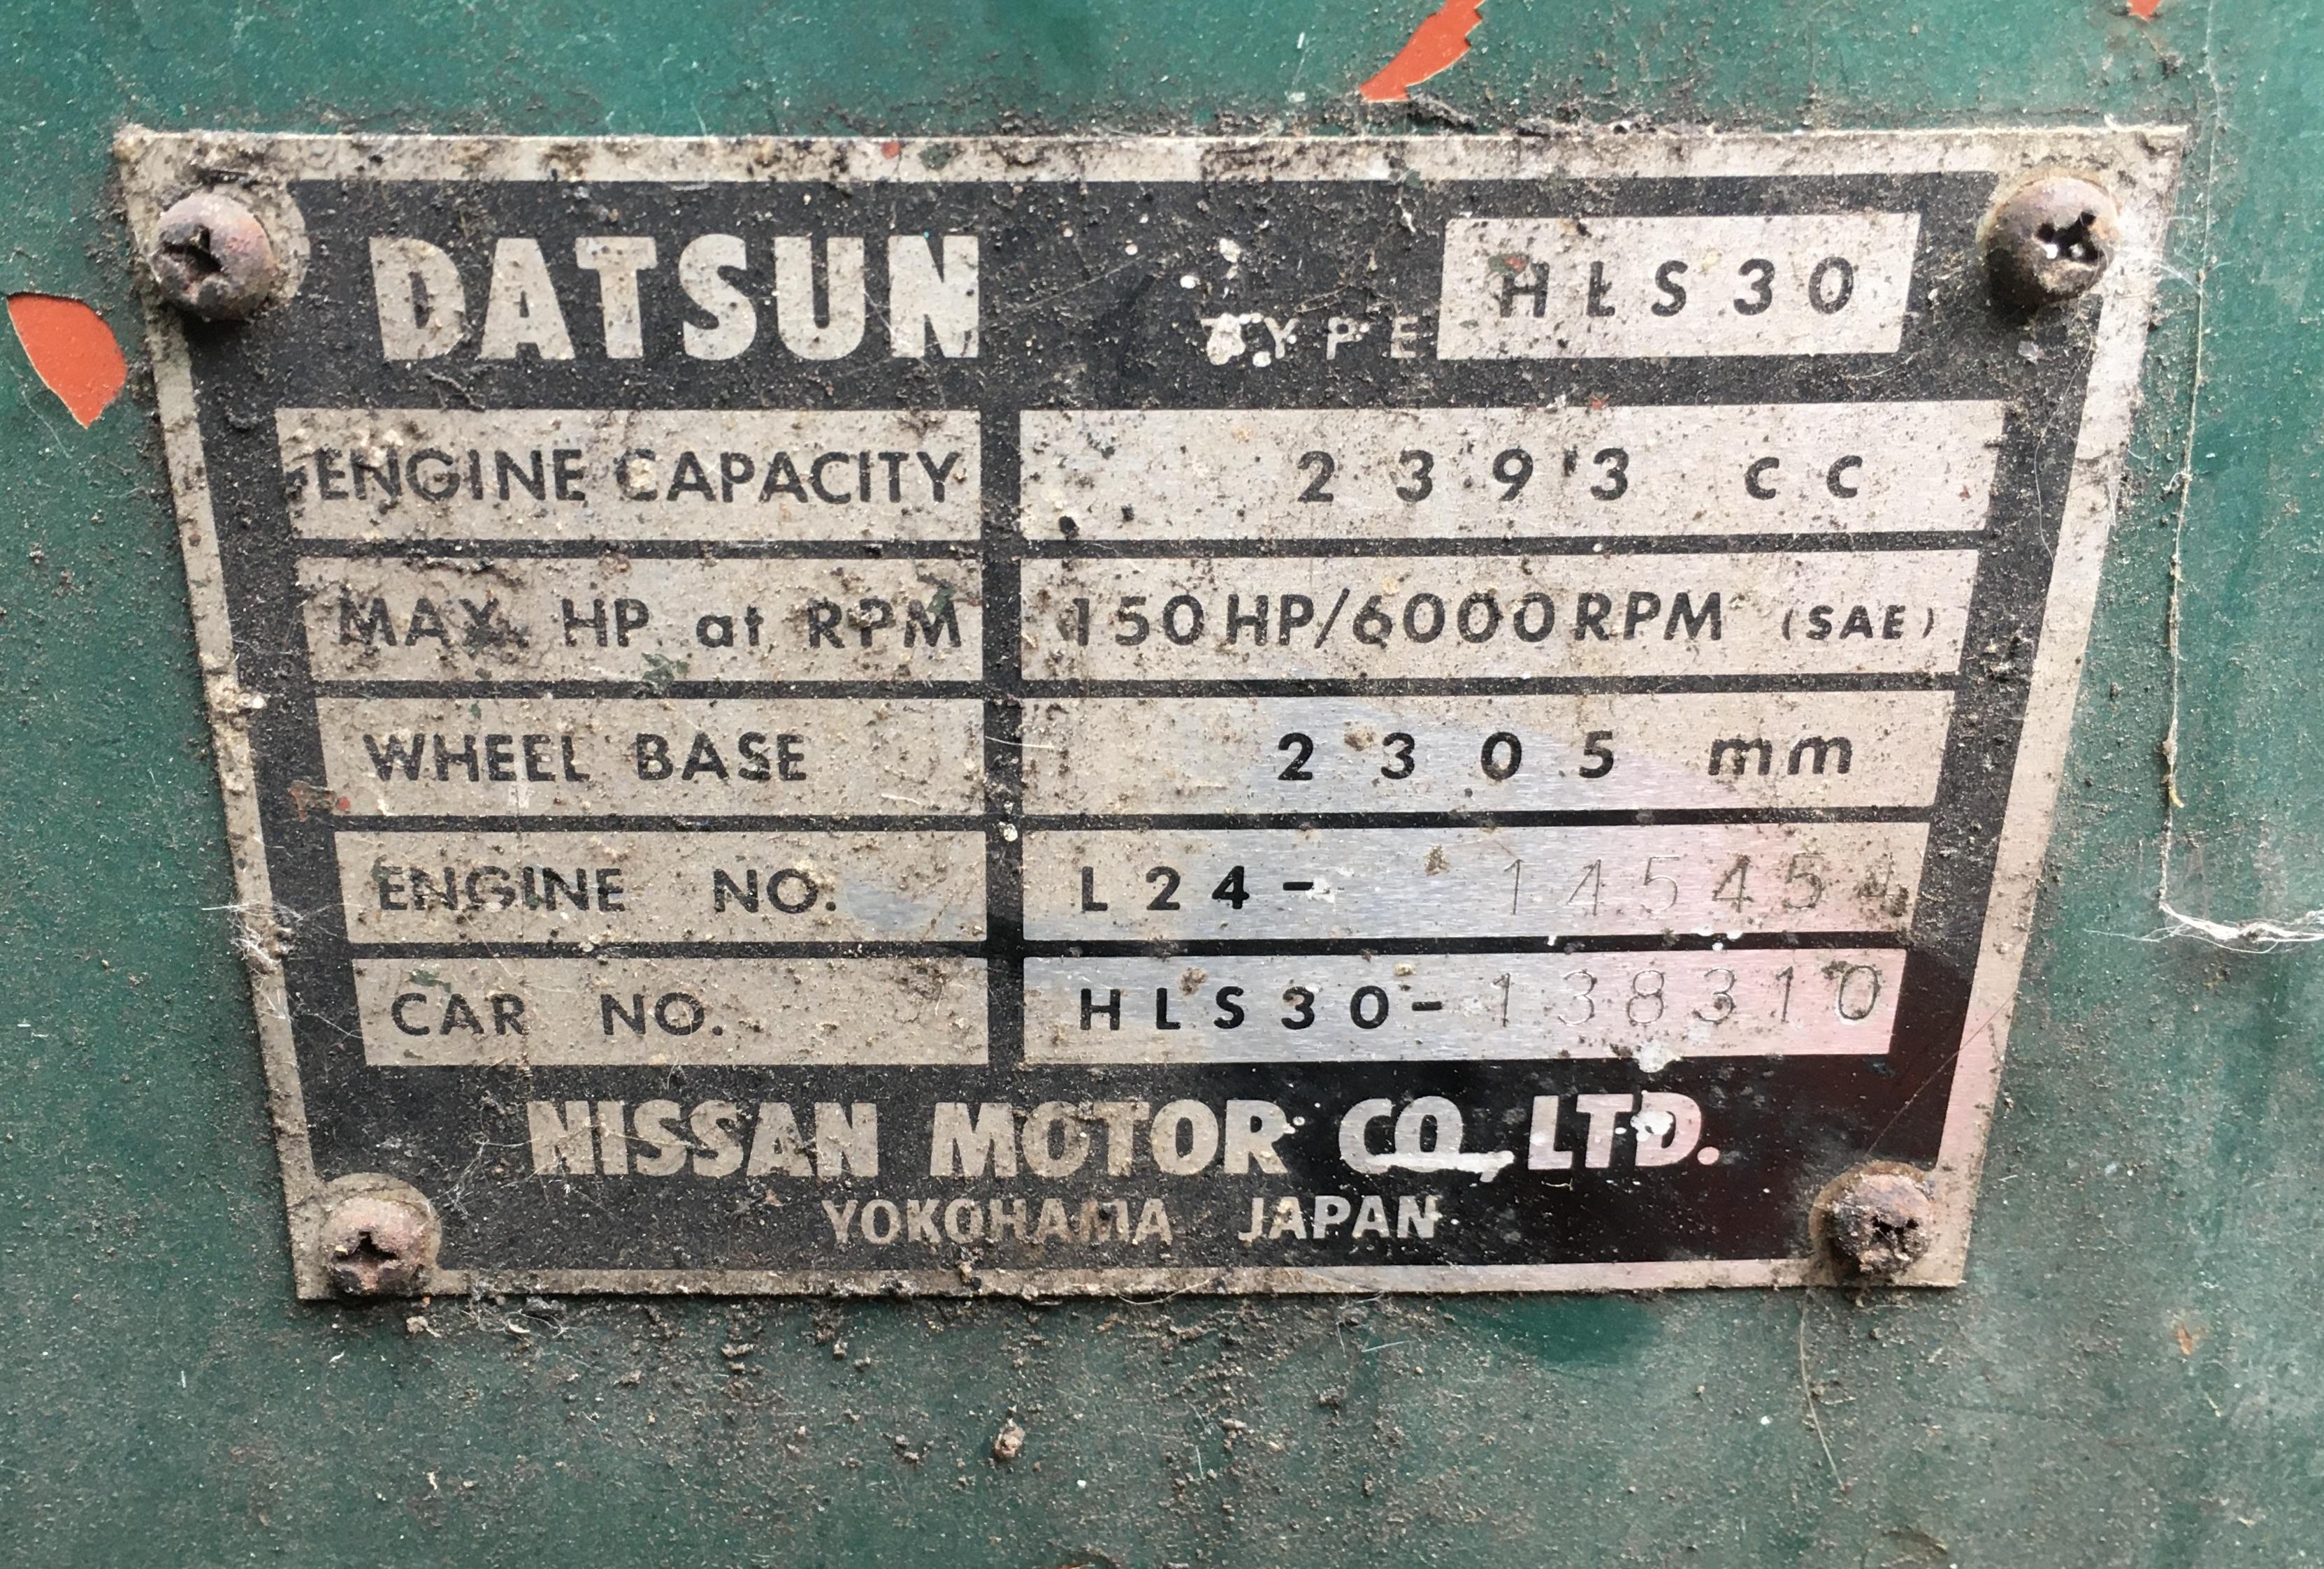 DATSUN TYPE HLS30
ENGINE CAPACITY 2393 cc
MAX. HP at RPM 150HP/6000RPM (SAE)
WHEEL BASE 2305 mm
ENGINE NO. L24- 145454
CAR NO. HLS30- 138310
NISSAN MOTOR CO., LTD.
YOKOHAMA JAPAN